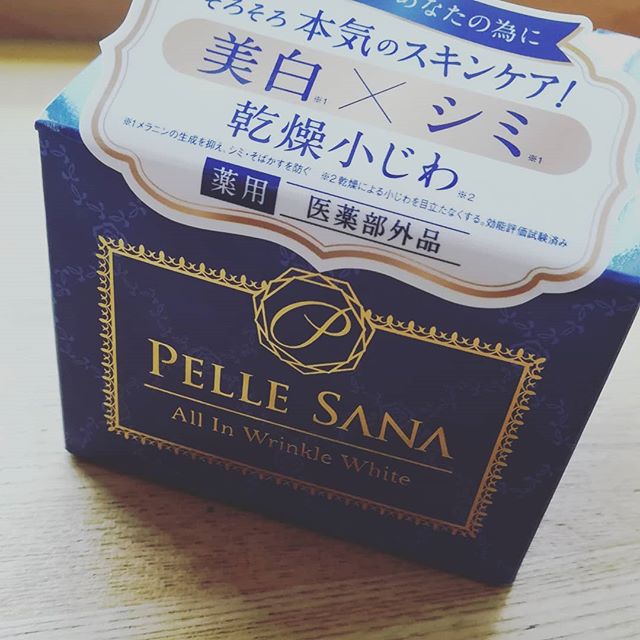 あなたの為に
そろそろ本気のスキンケア!
美白※1 × シミ※1
乾燥小じわ※2
※1メラニンの生成を抑え、シミ・そばかすを防ぐ ※2乾燥による小じわを目立たなくする。効能評価試験済み
薬用 医薬部外品
P
PELLE SANA
All In Wrinkle White